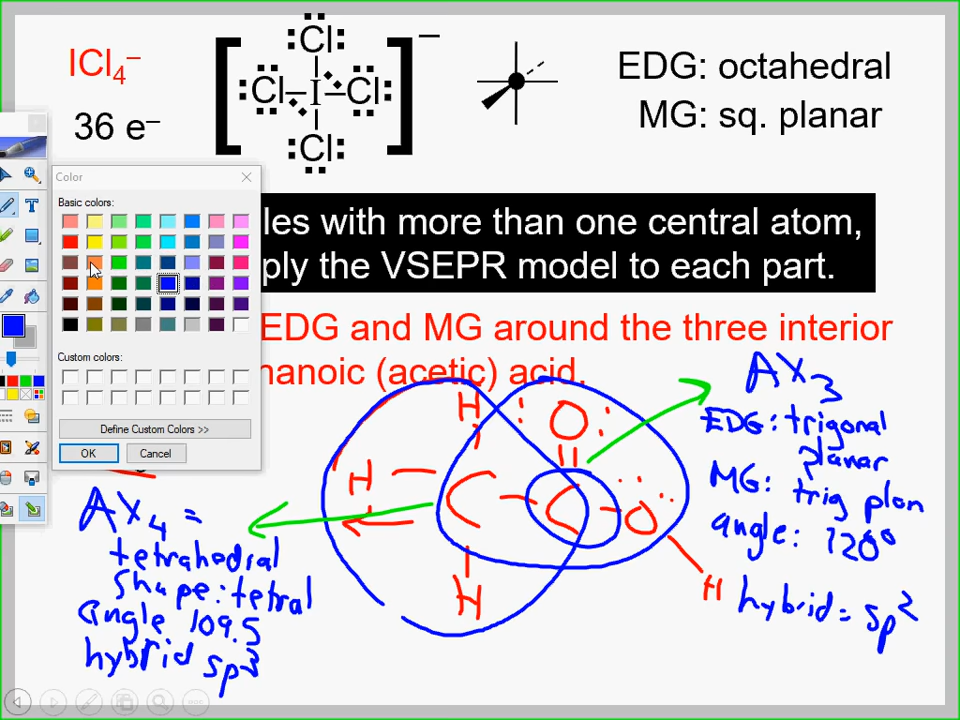 ICl₄⁻
36 e⁻
[:Cl: :Cl–I–Cl: :Cl:]⁻
EDG: octahedral
MG: sq. planar
Color
Basic colors:
Custom colors:
Define Custom Colors >>
OK
Cancel
les with more than one central atom,
ply the VSEPR model to each part.
EDG and MG around the three interior
nanoic (acetic) acid.
H
O
H C C O
H
H
AX₃
EDG: trigonal
planar
MG: trig plan
angle: 120°
hybrid = sp²
AX₄ =
tetrahedral
shape: tetral
angle 109.5
hybrid sp³